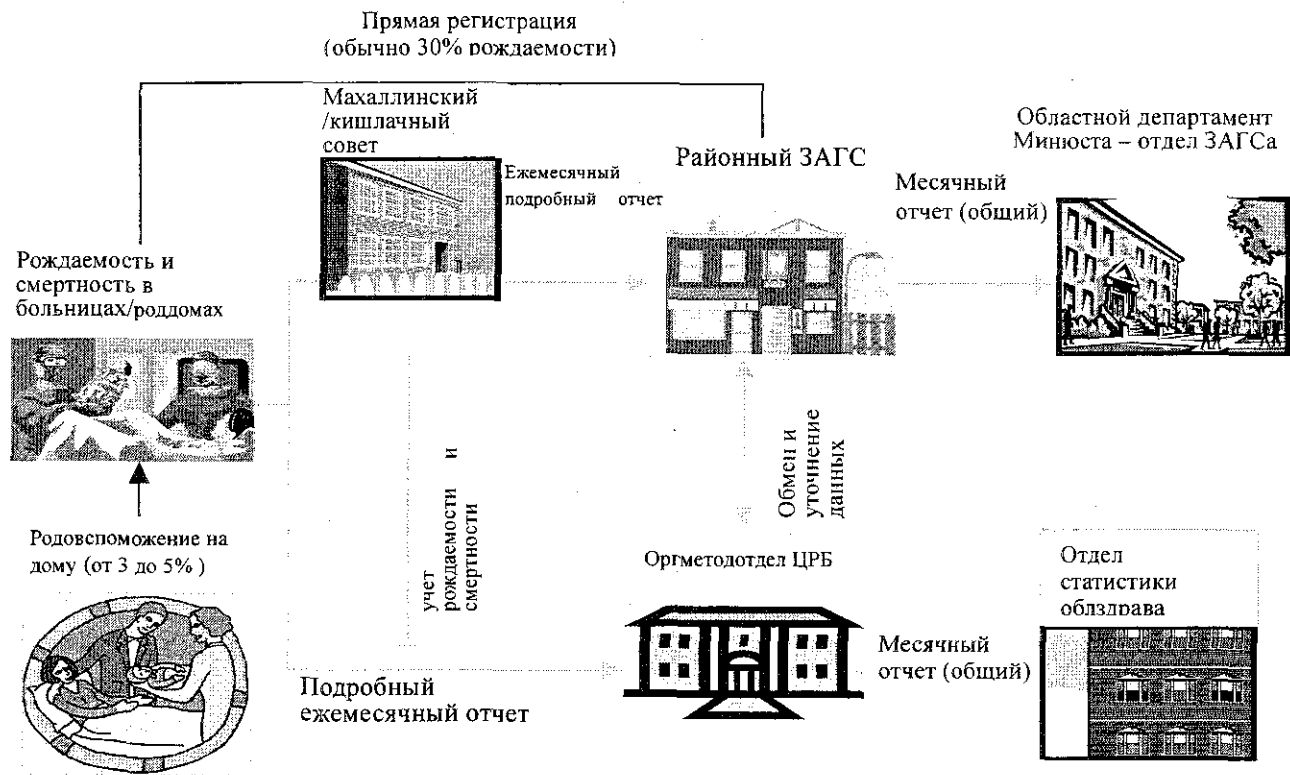 Прямая регистрация
(обычно 30% рождаемости)
Махаллинский
/кишлачный
совет
Ежемесячный
подробный отчет
Районный ЗАГС
Областной департамент
Минюста – отдел ЗАГСа
Месячный
отчет (общий)
Рождаемость и
смертность в
больницах/роддомах
учет
рождаемости и
смертности
Обмен и
уточнение
данных
Родовспоможение на
дому (от 3 до 5% )
Оргметодотдел ЦРБ
Отдел
статистики
облздрава
Месячный
отчет (общий)
Подробный
ежемесячный отчет